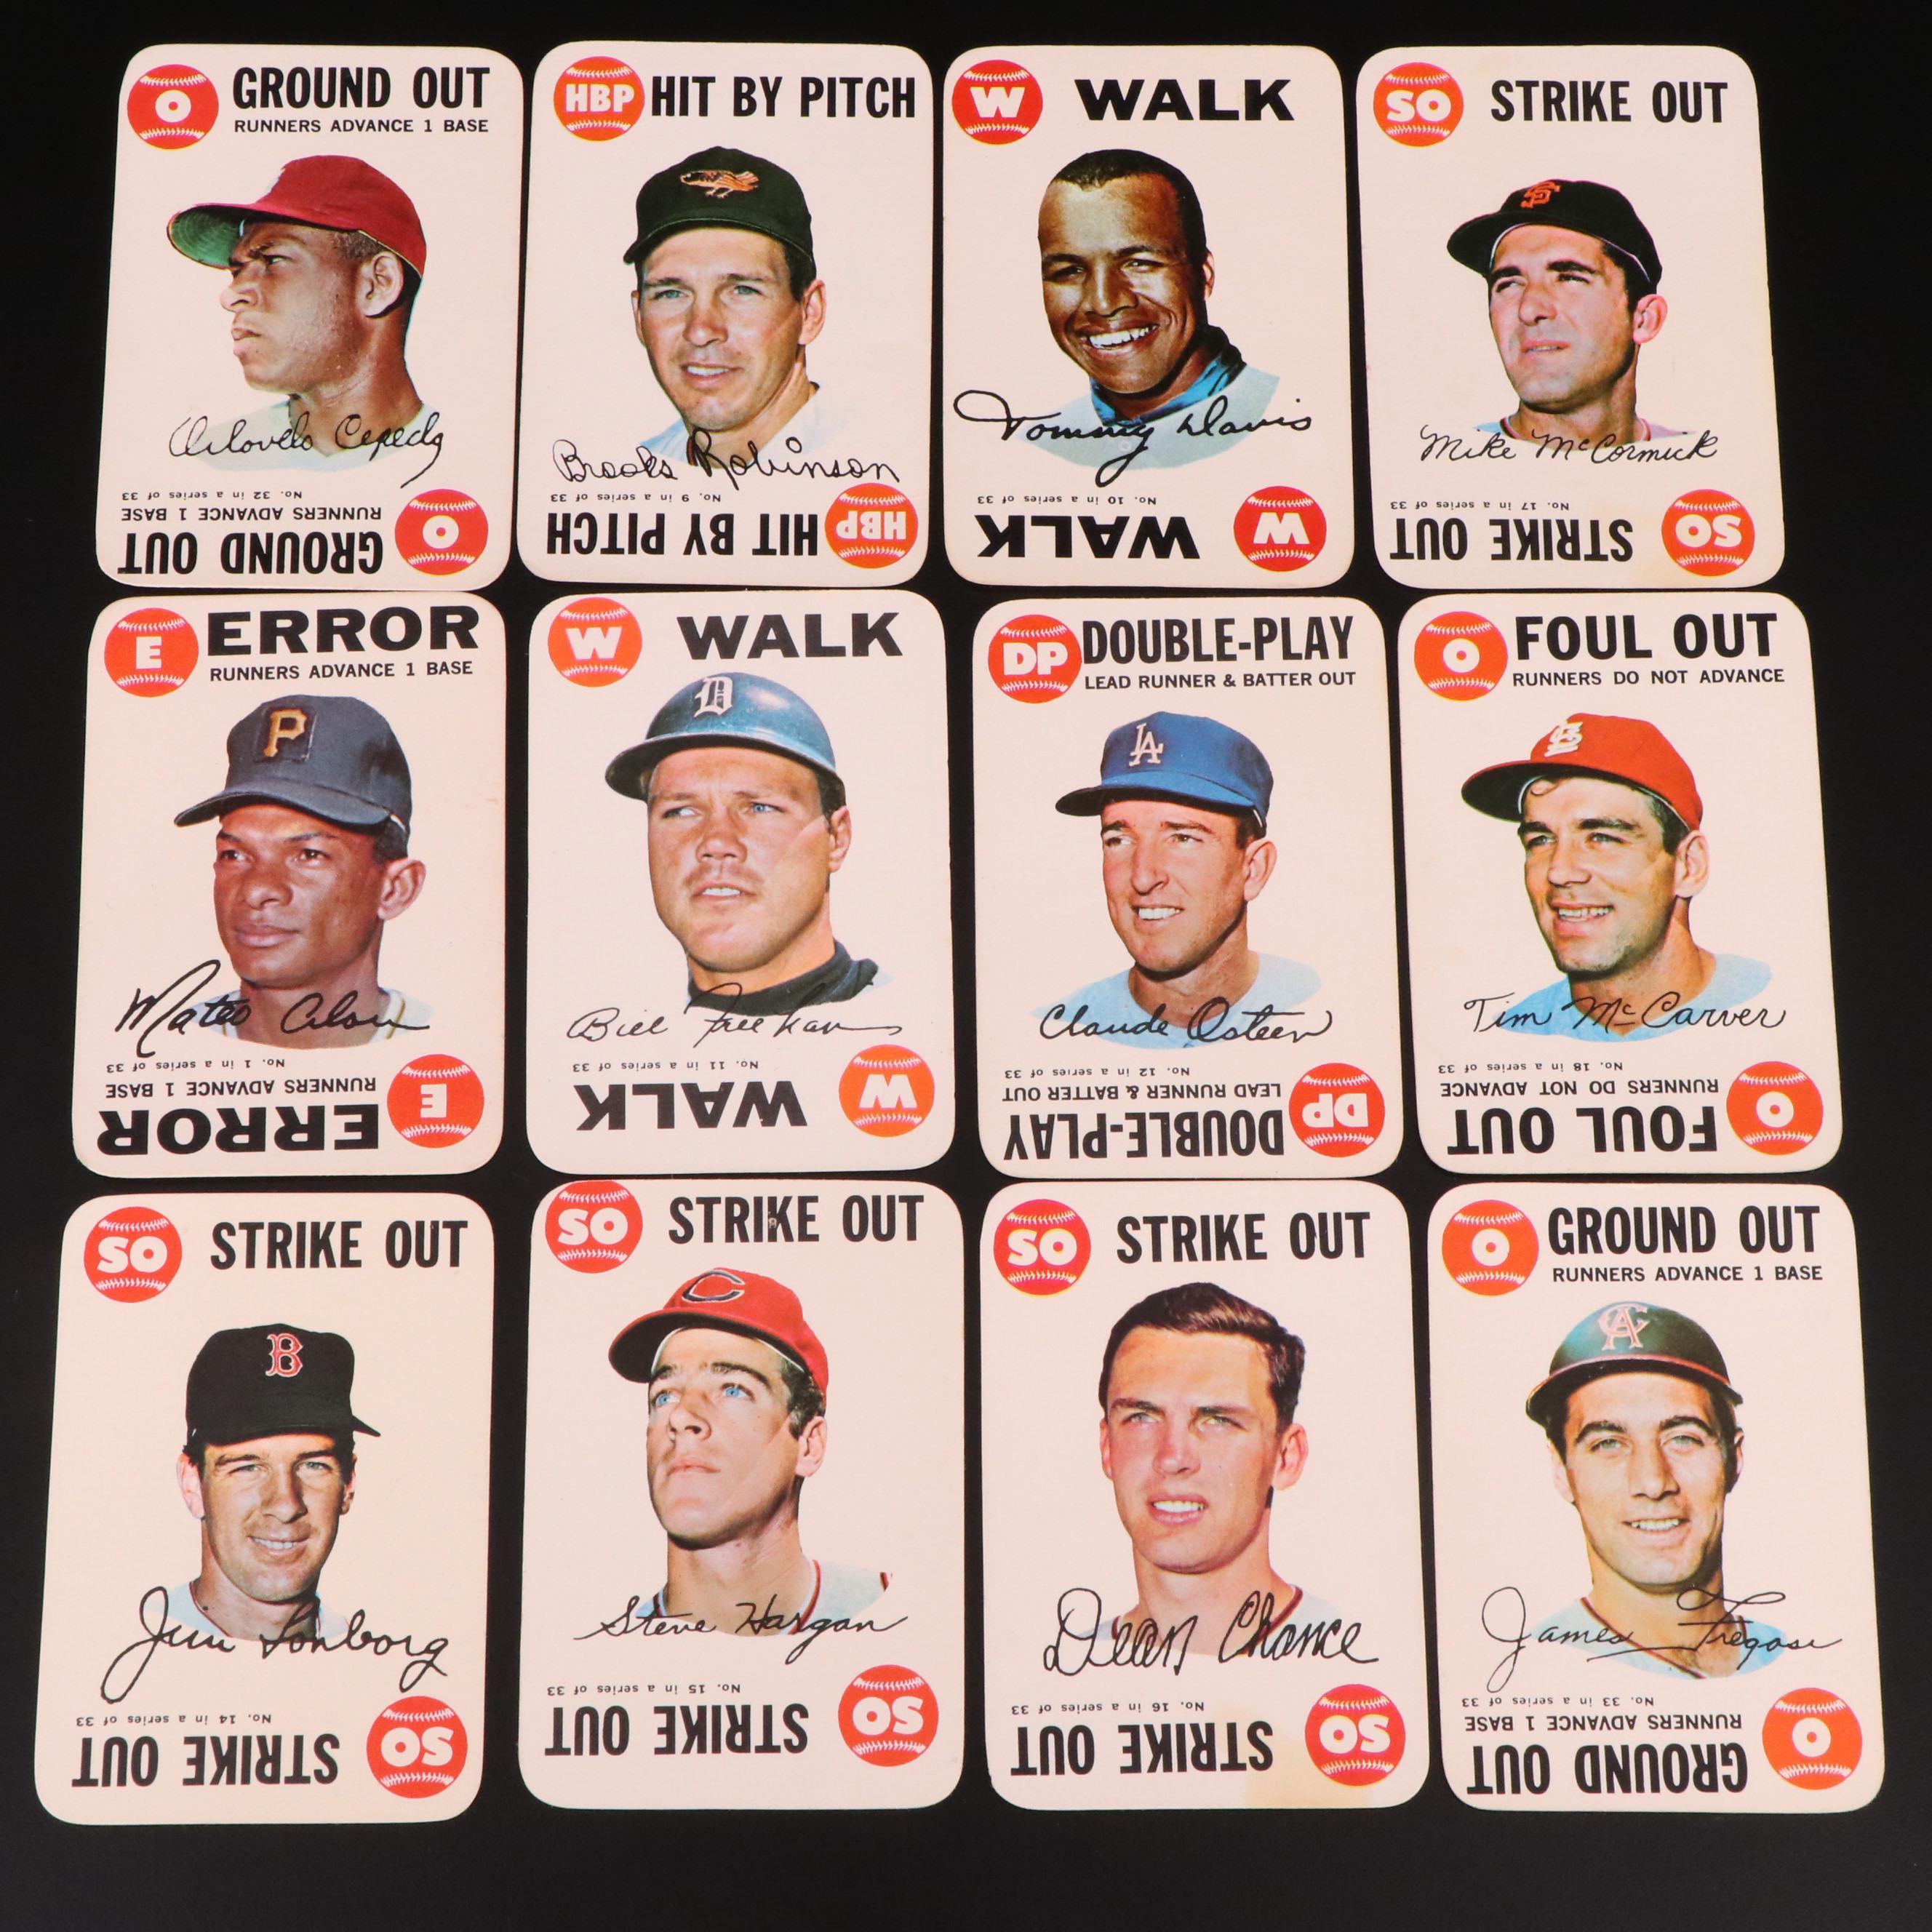 O GROUND OUT
RUNNERS ADVANCE 1 BASE
Orlando Cepeda
No. 32 in a series of 33
RUNNERS ADVANCE 1 BASE
O GROUND OUT
HBP HIT BY PITCH
Brooks Robinson
No. 9 in a series of 33
HBP HIT BY PITCH
W WALK
Tommy Davis
No. 10 in a series of 33
W WALK
SO STRIKE OUT
SF
Mike McCormick
No. 17 in a series of 33
SO STRIKE OUT
E ERROR
RUNNERS ADVANCE 1 BASE
P
Mateo Alou
No. 1 in a series of 33
RUNNERS ADVANCE 1 BASE
E ERROR
W WALK
D
Bill Freehan
No. 11 in a series of 33
W WALK
DP DOUBLE-PLAY
LEAD RUNNER & BATTER OUT
LA
Claude Osteen
No. 12 in a series of 33
LEAD RUNNER & BATTER OUT
DP DOUBLE-PLAY
O FOUL OUT
RUNNERS DO NOT ADVANCE
STL
Tim McCarver
No. 18 in a series of 33
RUNNERS DO NOT ADVANCE
O FOUL OUT
SO STRIKE OUT
B
Jim Lonborg
No. 14 in a series of 33
SO STRIKE OUT
SO STRIKE OUT
C
Steve Hargan
No. 15 in a series of 33
SO STRIKE OUT
SO STRIKE OUT
Dean Chance
No. 16 in a series of 33
SO STRIKE OUT
O GROUND OUT
RUNNERS ADVANCE 1 BASE
CA
James Fregosi
No. 33 in a series of 33
RUNNERS ADVANCE 1 BASE
O GROUND OUT